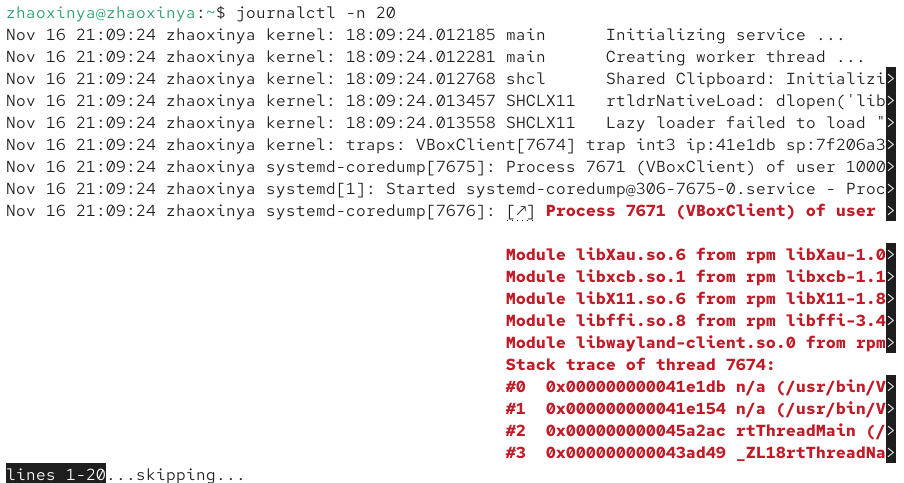 zhaoxinya@zhaoxinya:~$ journalctl -n 20
Nov 16 21:09:24 zhaoxinya kernel: 18:09:24.012185 main      Initializing service ...
Nov 16 21:09:24 zhaoxinya kernel: 18:09:24.012281 main      Creating worker thread ...
Nov 16 21:09:24 zhaoxinya kernel: 18:09:24.012768 shcl      Shared Clipboard: Initializi>
Nov 16 21:09:24 zhaoxinya kernel: 18:09:24.013457 SHCLX11   rtldrNativeLoad: dlopen('lib>
Nov 16 21:09:24 zhaoxinya kernel: 18:09:24.013558 SHCLX11   Lazy loader failed to load ">
Nov 16 21:09:24 zhaoxinya kernel: traps: VBoxClient[7674] trap int3 ip:41e1db sp:7f206a3>
Nov 16 21:09:24 zhaoxinya systemd-coredump[7675]: Process 7671 (VBoxClient) of user 1000>
Nov 16 21:09:24 zhaoxinya systemd[1]: Started systemd-coredump@306-7675-0.service - Proc>
Nov 16 21:09:24 zhaoxinya systemd-coredump[7676]: [↗] Process 7671 (VBoxClient) of user >
Module libXau.so.6 from rpm libXau-1.0>
Module libxcb.so.1 from rpm libxcb-1.1>
Module libX11.so.6 from rpm libX11-1.8>
Module libffi.so.8 from rpm libffi-3.4>
Module libwayland-client.so.0 from rpm>
Stack trace of thread 7674:
#0  0x000000000041e1db n/a (/usr/bin/V>
#1  0x000000000041e154 n/a (/usr/bin/V>
#2  0x000000000045a2ac rtThreadMain (/>
#3  0x000000000043ad49 _ZL18rtThreadNa>
lines 1-20...skipping...